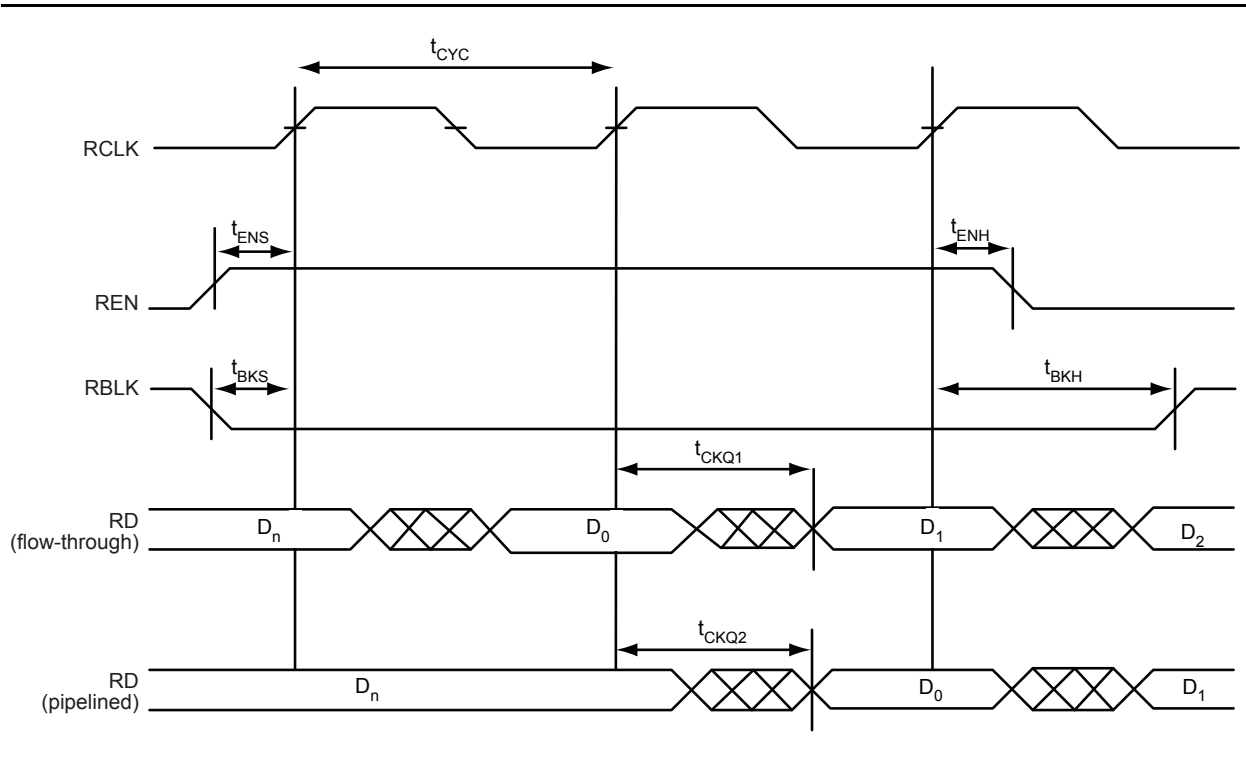 tCYC
RCLK
tENS
tENH
REN
tBKS
tBKH
RBLK
tCKQ1
RD
(flow-through)
Dn
D0
D1
D2
tCKQ2
RD
(pipelined)
Dn
D0
D1